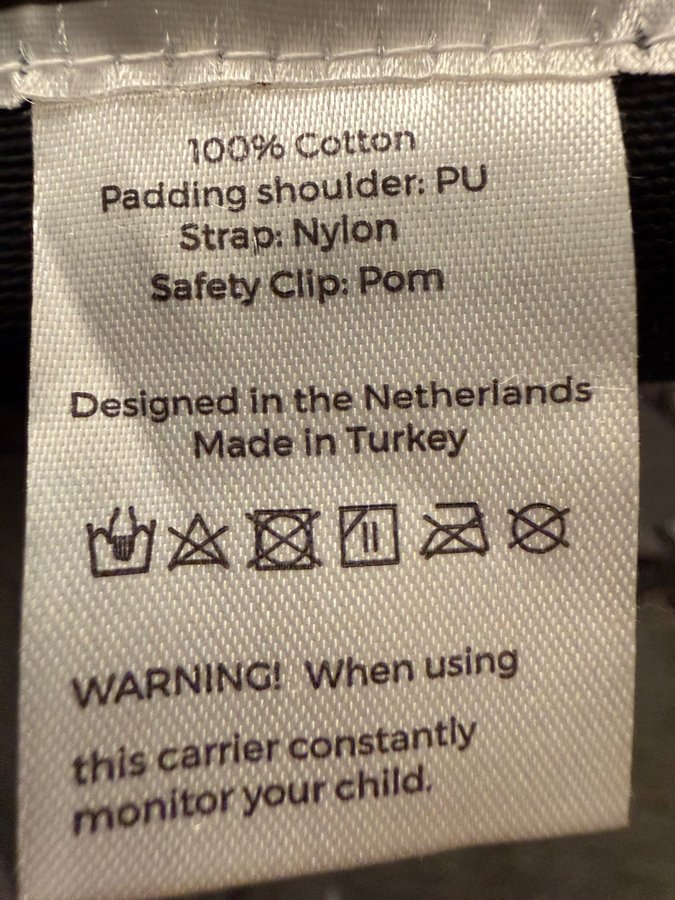 100% Cotton
Padding shoulder: PU
Strap: Nylon
Safety Clip: Pom
Designed in the Netherlands
Made in Turkey
WARNING! When using
this carrier constantly
monitor your child.